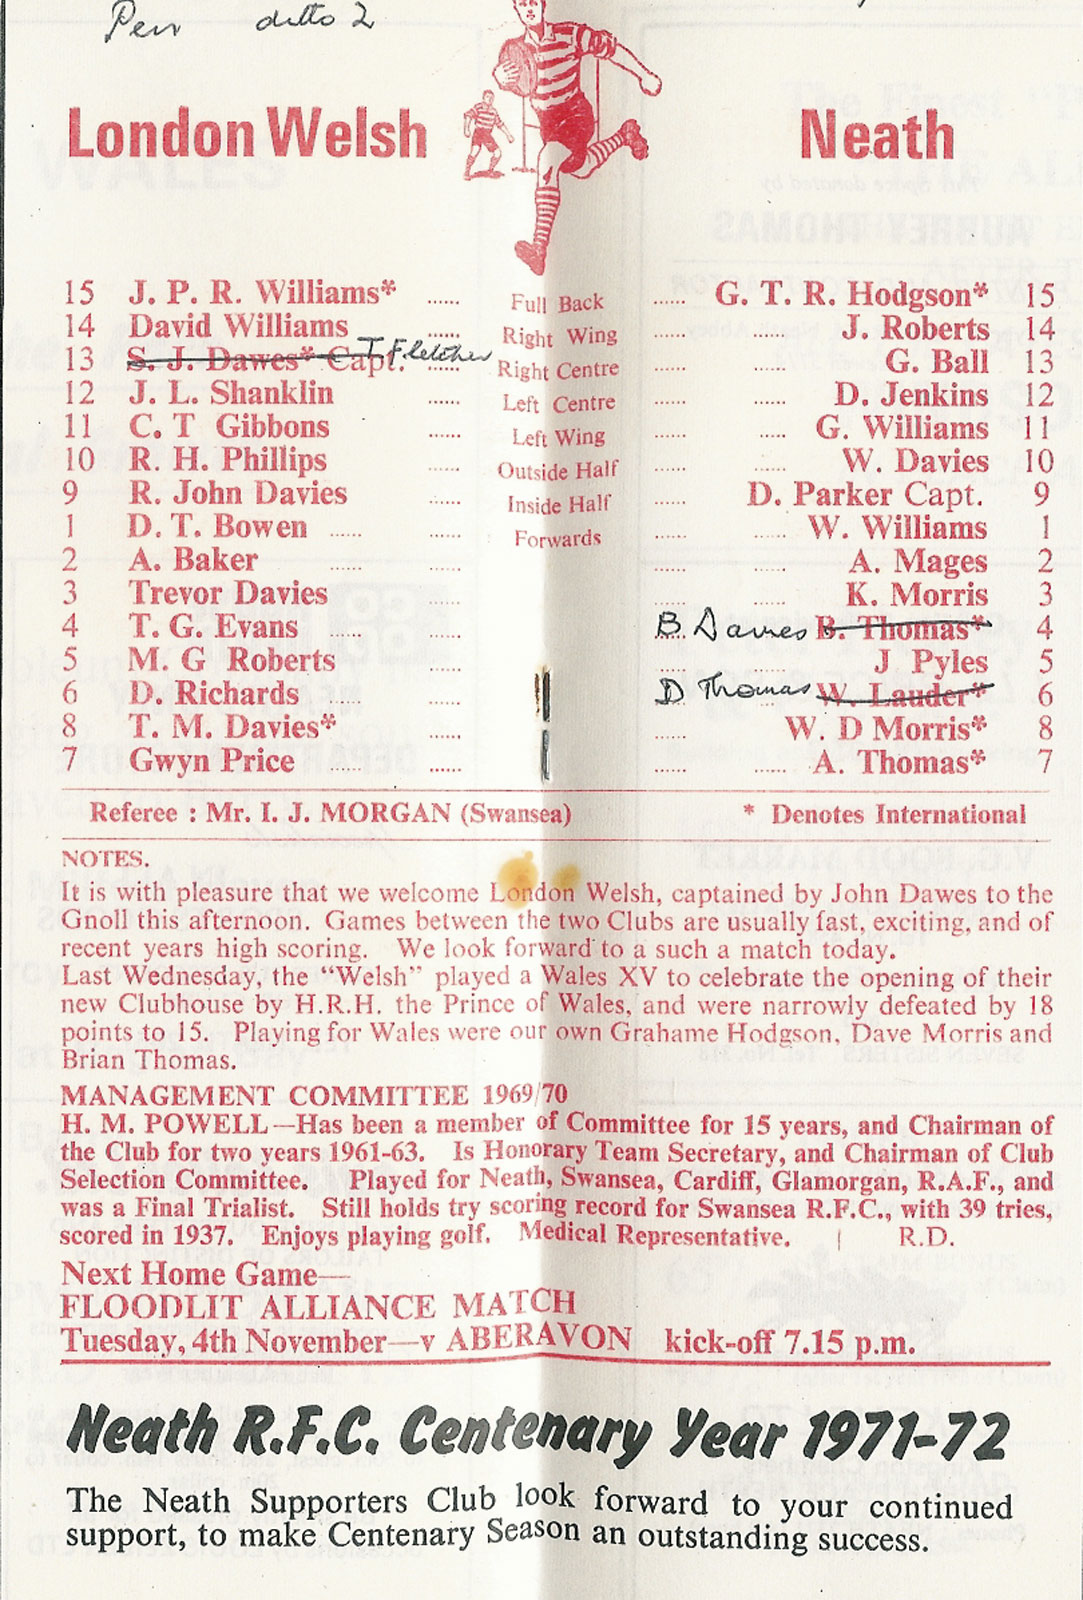 Pen ditto 2
London Welsh Neath
15 J. P. R. Williams* ...... Full Back ...... G. T. R. Hodgson* 15
14 David Williams ...... Right Wing ...... J. Roberts 14
13 S. J. Dawes* Capt. T Fletcher ...... Right Centre ...... G. Ball 13
12 J. L. Shanklin ...... Left Centre ...... D. Jenkins 12
11 C. T Gibbons ...... Left Wing ...... G. Williams 11
10 R. H. Phillips ...... Outside Half ...... W. Davies 10
9 R. John Davies ...... Inside Half ...... D. Parker Capt. 9
1 D. T. Bowen ...... Forwards ...... W. Williams 1
2 A. Baker ...... A. Mages 2
3 Trevor Davies ...... K. Morris 3
4 T. G. Evans ...... B Davies B. Thomas* 4
5 M. G Roberts ...... J. Pyles 5
6 D. Richards ...... D Thomas W. Lauder* 6
8 T. M. Davies* ...... W. D Morris* 8
7 Gwyn Price ...... A. Thomas* 7
Referee : Mr. I. J. MORGAN (Swansea) * Denotes International
NOTES.
It is with pleasure that we welcome London Welsh, captained by John Dawes to the
Gnoll this afternoon. Games between the two Clubs are usually fast, exciting, and of
recent years high scoring. We look forward to a such a match today.
Last Wednesday, the "Welsh" played a Wales XV to celebrate the opening of their
new Clubhouse by H.R.H. the Prince of Wales, and were narrowly defeated by 18
points to 15. Playing for Wales were our own Grahame Hodgson, Dave Morris and
Brian Thomas.
MANAGEMENT COMMITTEE 1969/70
H. M. POWELL—Has been a member of Committee for 15 years, and Chairman of
the Club for two years 1961-63. Is Honorary Team Secretary, and Chairman of Club
Selection Committee. Played for Neath, Swansea, Cardiff, Glamorgan, R.A.F., and
was a Final Trialist. Still holds try scoring record for Swansea R.F.C., with 39 tries,
scored in 1937. Enjoys playing golf. Medical Representative. R.D.
Next Home Game—
FLOODLIT ALLIANCE MATCH
Tuesday, 4th November—v ABERAVON kick-off 7.15 p.m.
Neath R.F.C. Centenary Year 1971-72
The Neath Supporters Club look forward to your continued
support, to make Centenary Season an outstanding success.